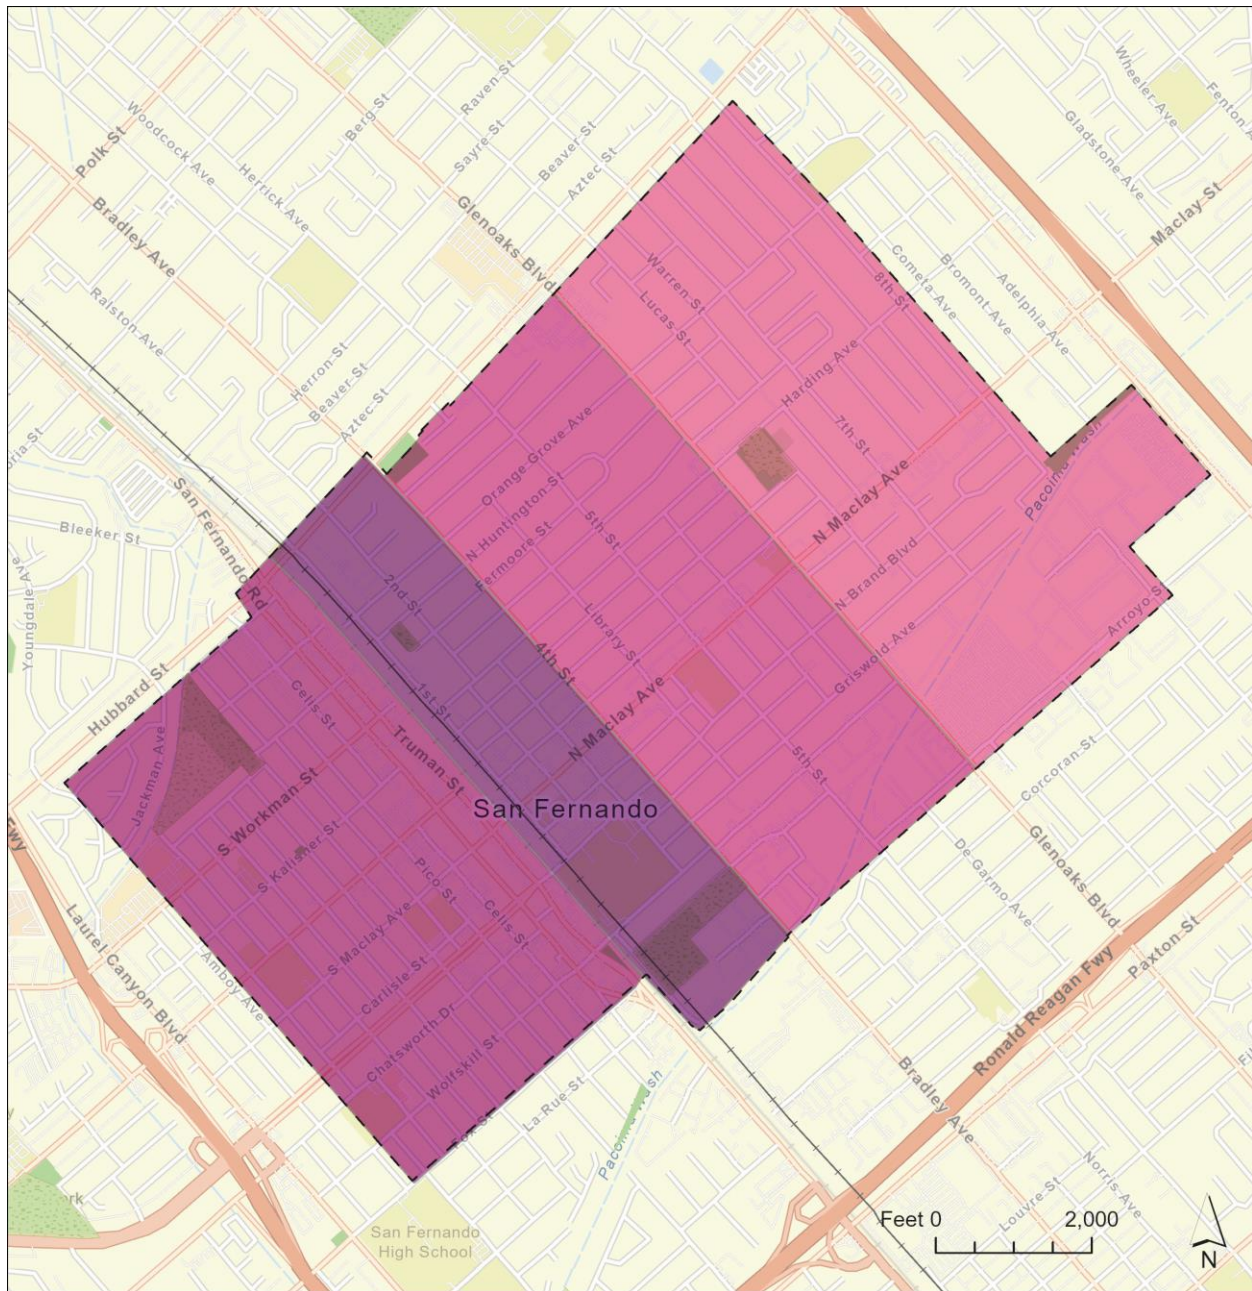 Raven St
Wheeler Ave
Fenton
Woodcock Ave
Berg St
Polk St
Sayre St
Beaver St
Aztec St
Gladstone Ave
Herrick Ave
Bradley Ave
Glenoaks Blvd
Maclay St
Warren St
Lucas St
8th St
Cometa Ave
Bromont Ave
Adelphia Ave
Ralston Ave
Herron St
Beaver St
Aztec St
Harding Ave
7th St
Orange Grove Ave
N Huntington St
Fermoore St
5th St
N Maclay Ave
Pacoima Wash
oria St
San Fernando Rd
Bleeker St
Youngdale Ave
2nd St
N Brand Blvd
Arroyo S
Library St
4th St
Griswold Ave
Hubbard St
Celis St
1st St
N Maclay Ave
Truman St
Jackman Ave
S Workman St
San Fernando
5th St
Corcoran St
Fwy
S Kalisher St
Pico St
Celis St
De Garmo Ave
Glenoaks Blvd
Laurel Canyon Blvd
Amboy Ave
S Maclay Ave
Carlisle St
Chatsworth Dr
Wolfskill St
La Rue St
Pacoima Wash
Paxton St
Ronald Reagan Fwy
Bradley Ave
Norris Ave
Louvre St
ark
San Fernando
High School
Feet 0 2,000
N